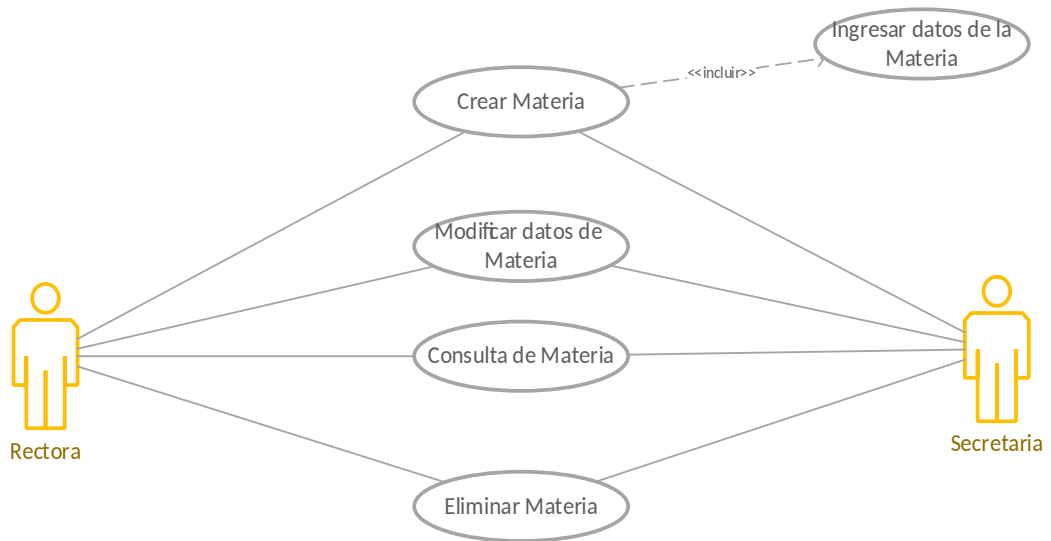 Ingresar datos de la
Materia
<<incluir>>
Crear Materia
Modificar datos de
Materia
Consulta de Materia
Rectora
Secretaria
Eliminar Materia